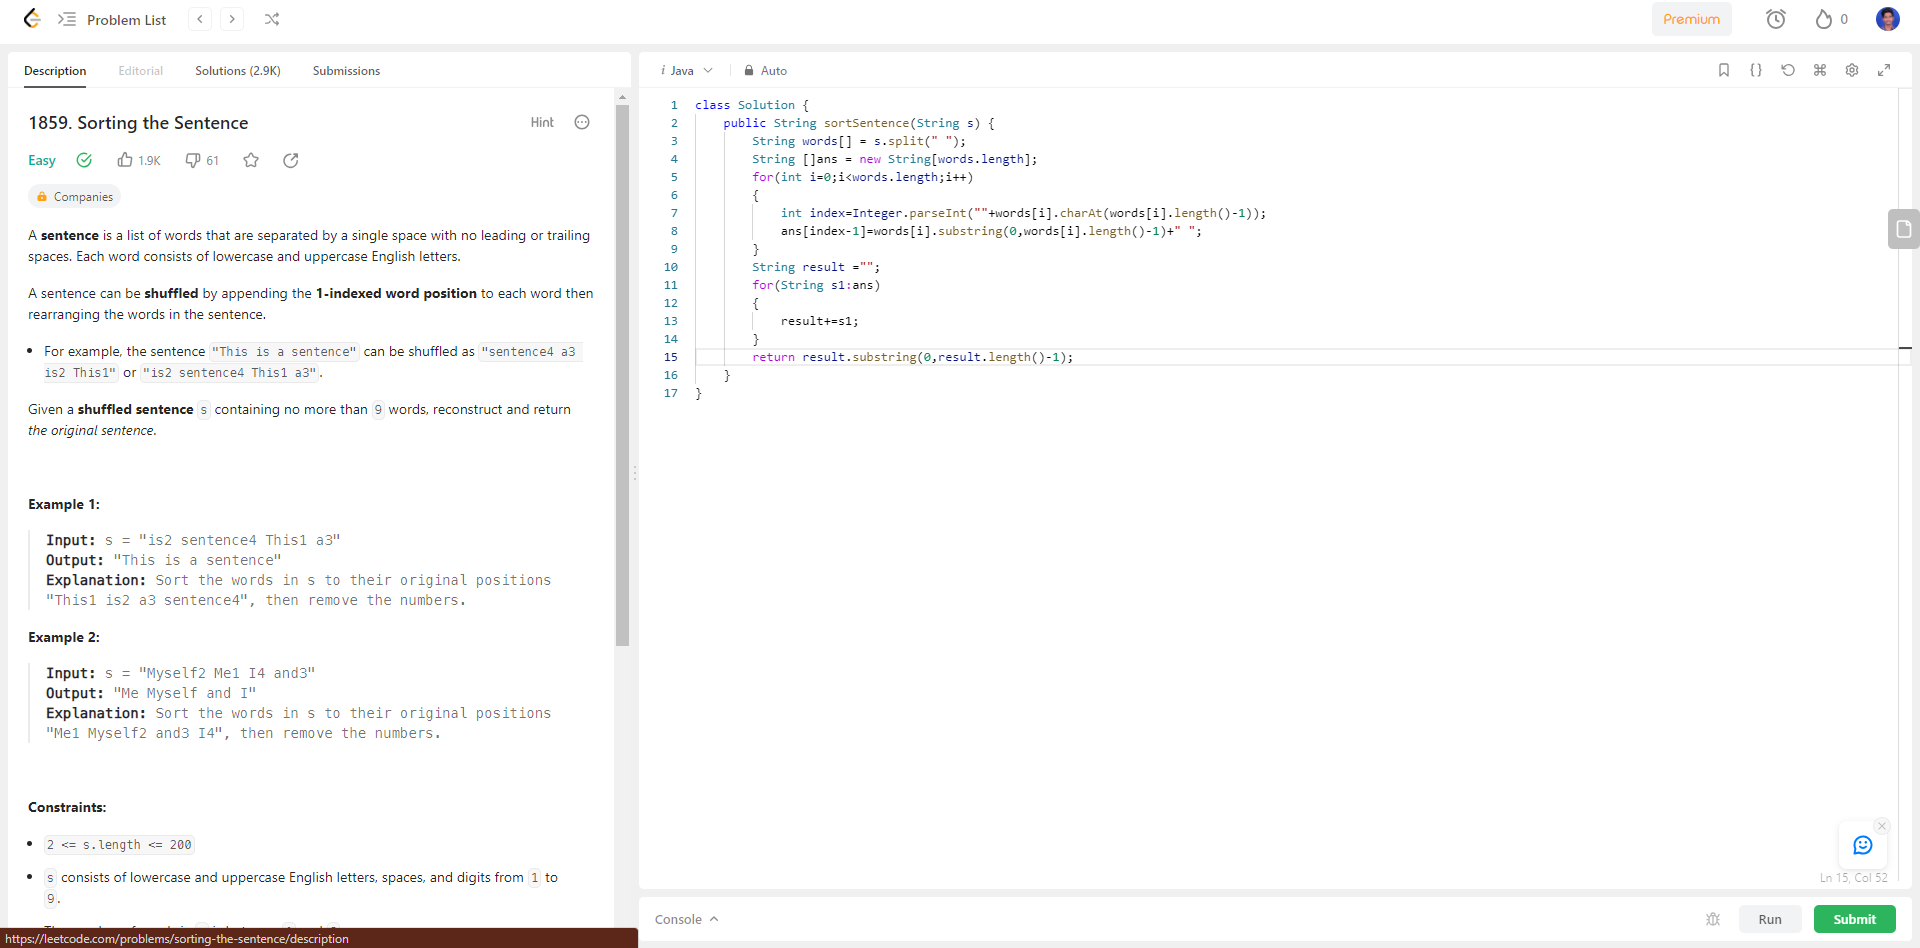 Problem List
Premium
0
Description
Editorial
Solutions (2.9K)
Submissions
1859. Sorting the Sentence
Hint
Easy
1.9K
61
Companies
A sentence is a list of words that are separated by a single space with no leading or trailing
spaces. Each word consists of lowercase and uppercase English letters.
A sentence can be shuffled by appending the 1-indexed word position to each word then
rearranging the words in the sentence.
• For example, the sentence "This is a sentence" can be shuffled as "sentence4 a3
is2 This1" or "is2 sentence4 This1 a3".
Given a shuffled sentence s containing no more than 9 words, reconstruct and return
the original sentence.
Example 1:
Input: s = "is2 sentence4 This1 a3"
Output: "This is a sentence"
Explanation: Sort the words in s to their original positions
"This1 is2 a3 sentence4", then remove the numbers.
Example 2:
Input: s = "Myself2 Me1 I4 and3"
Output: "Me Myself and I"
Explanation: Sort the words in s to their original positions
"Me1 Myself2 and3 I4", then remove the numbers.
Constraints:
• 2 <= s.length <= 200
• s consists of lowercase and uppercase English letters, spaces, and digits from 1 to
9.
https://leetcode.com/problems/sorting-the-sentence/description
i Java
Auto
1 class Solution {
2 public String sortSentence(String s) {
3 String words[] = s.split(" ");
4 String []ans = new String[words.length];
5 for(int i=0;i<words.length;i++)
6 {
7 int index=Integer.parseInt(""+words[i].charAt(words[i].length()-1));
8 ans[index-1]=words[i].substring(0,words[i].length()-1)+" ";
9 }
10 String result ="";
11 for(String s1:ans)
12 {
13 result+=s1;
14 }
15 return result.substring(0,result.length()-1);
16 }
17 }
Ln 15, Col 52
Console
Run
Submit